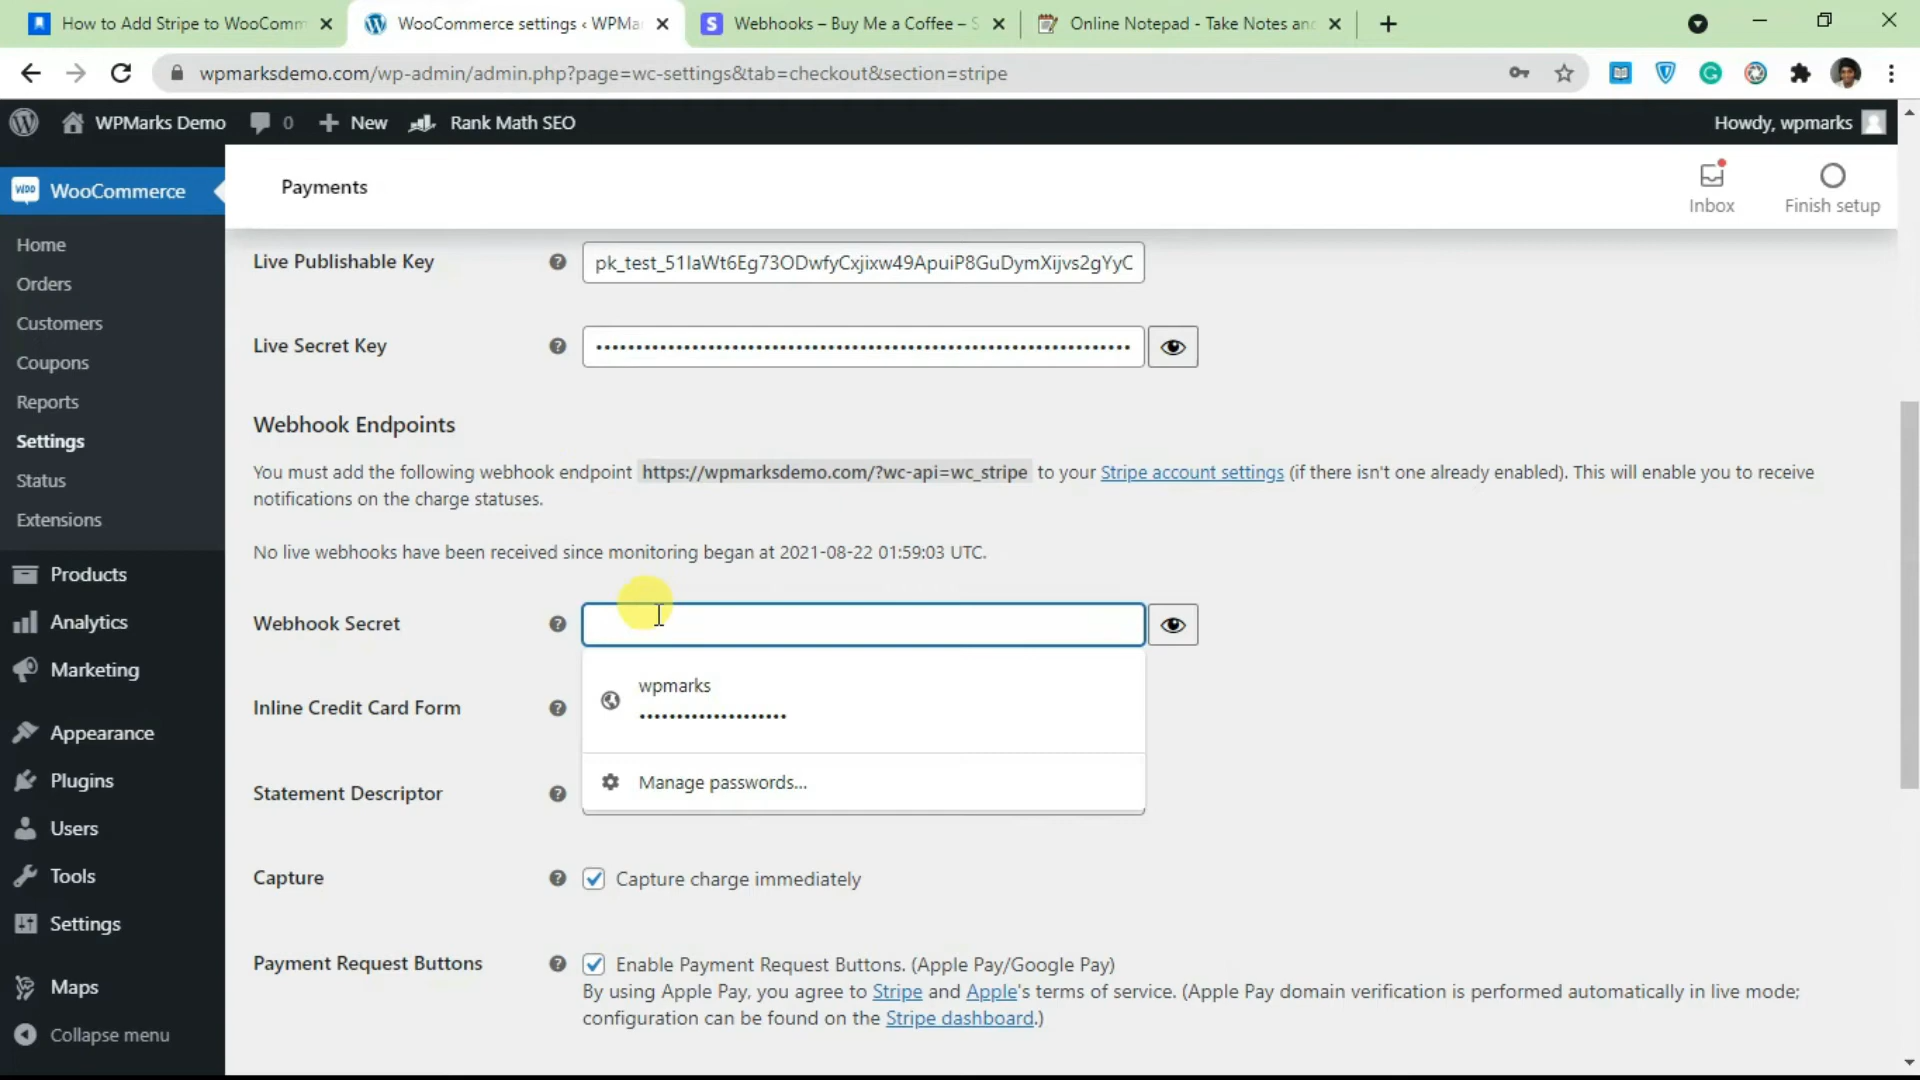 How to Add Stripe to WooComm
WooCommerce settings ‹ WPMa
Webhooks – Buy Me a Coffee – S
Online Notepad - Take Notes an
wpmarksdemo.com/wp-admin/admin.php?page=wc-settings&tab=checkout&section=stripe
WPMarks Demo
0
New
Rank Math SEO
Howdy, wpmarks
WooCommerce
Home
Orders
Customers
Coupons
Reports
Settings
Status
Extensions
Products
Analytics
Marketing
Appearance
Plugins
Users
Tools
Settings
Maps
Collapse menu
Payments
Inbox
Finish setup
Live Publishable Key
pk_test_51IaWt6Eg73ODwfyCxjixw49ApuiP8GuDymXijvs2gYyC
Live Secret Key
Webhook Endpoints
You must add the following webhook endpoint https://wpmarksdemo.com/?wc-api=wc_stripe to your Stripe account settings (if there isn't one already enabled). This will enable you to receive
notifications on the charge statuses.
No live webhooks have been received since monitoring began at 2021-08-22 01:59:03 UTC.
Webhook Secret
wpmarks
Manage passwords...
Inline Credit Card Form
Statement Descriptor
Capture
Capture charge immediately
Payment Request Buttons
Enable Payment Request Buttons. (Apple Pay/Google Pay)
By using Apple Pay, you agree to Stripe and Apple's terms of service. (Apple Pay domain verification is performed automatically in live mode;
configuration can be found on the Stripe dashboard.)